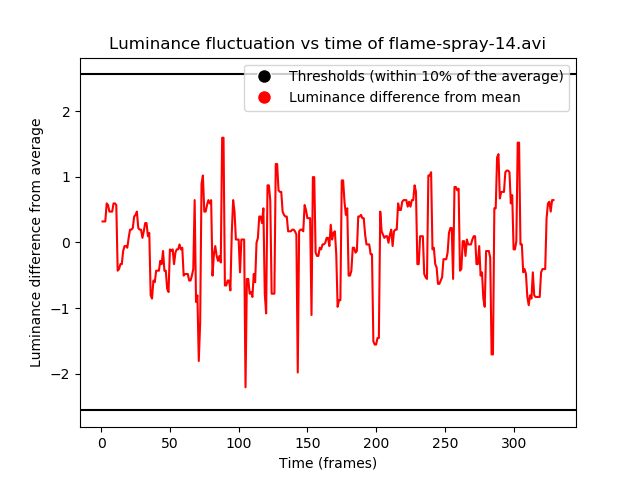 Luminance fluctuation vs time of flame-spray-14.avi
Thresholds (within 10% of the average)
Luminance difference from mean
Luminance difference from average
2
1
0
−1
−2
0 50 100 150 200 250 300
Time (frames)